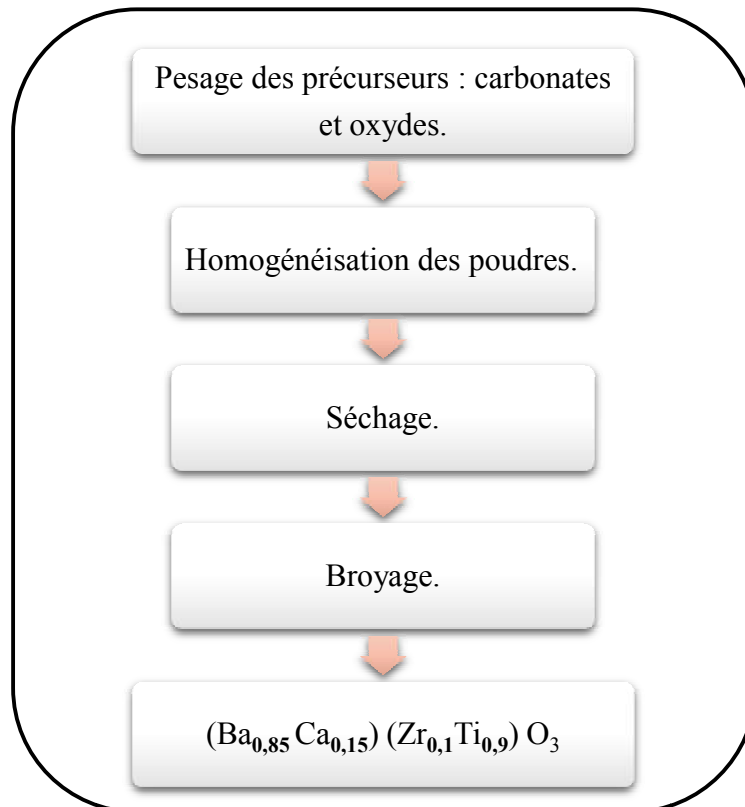 Pesage des précurseurs : carbonates
et oxydes.
Homogénéisation des poudres.
Séchage.
Broyage.
(Ba0,85 Ca0,15) (Zr0,1Ti0,9) O3